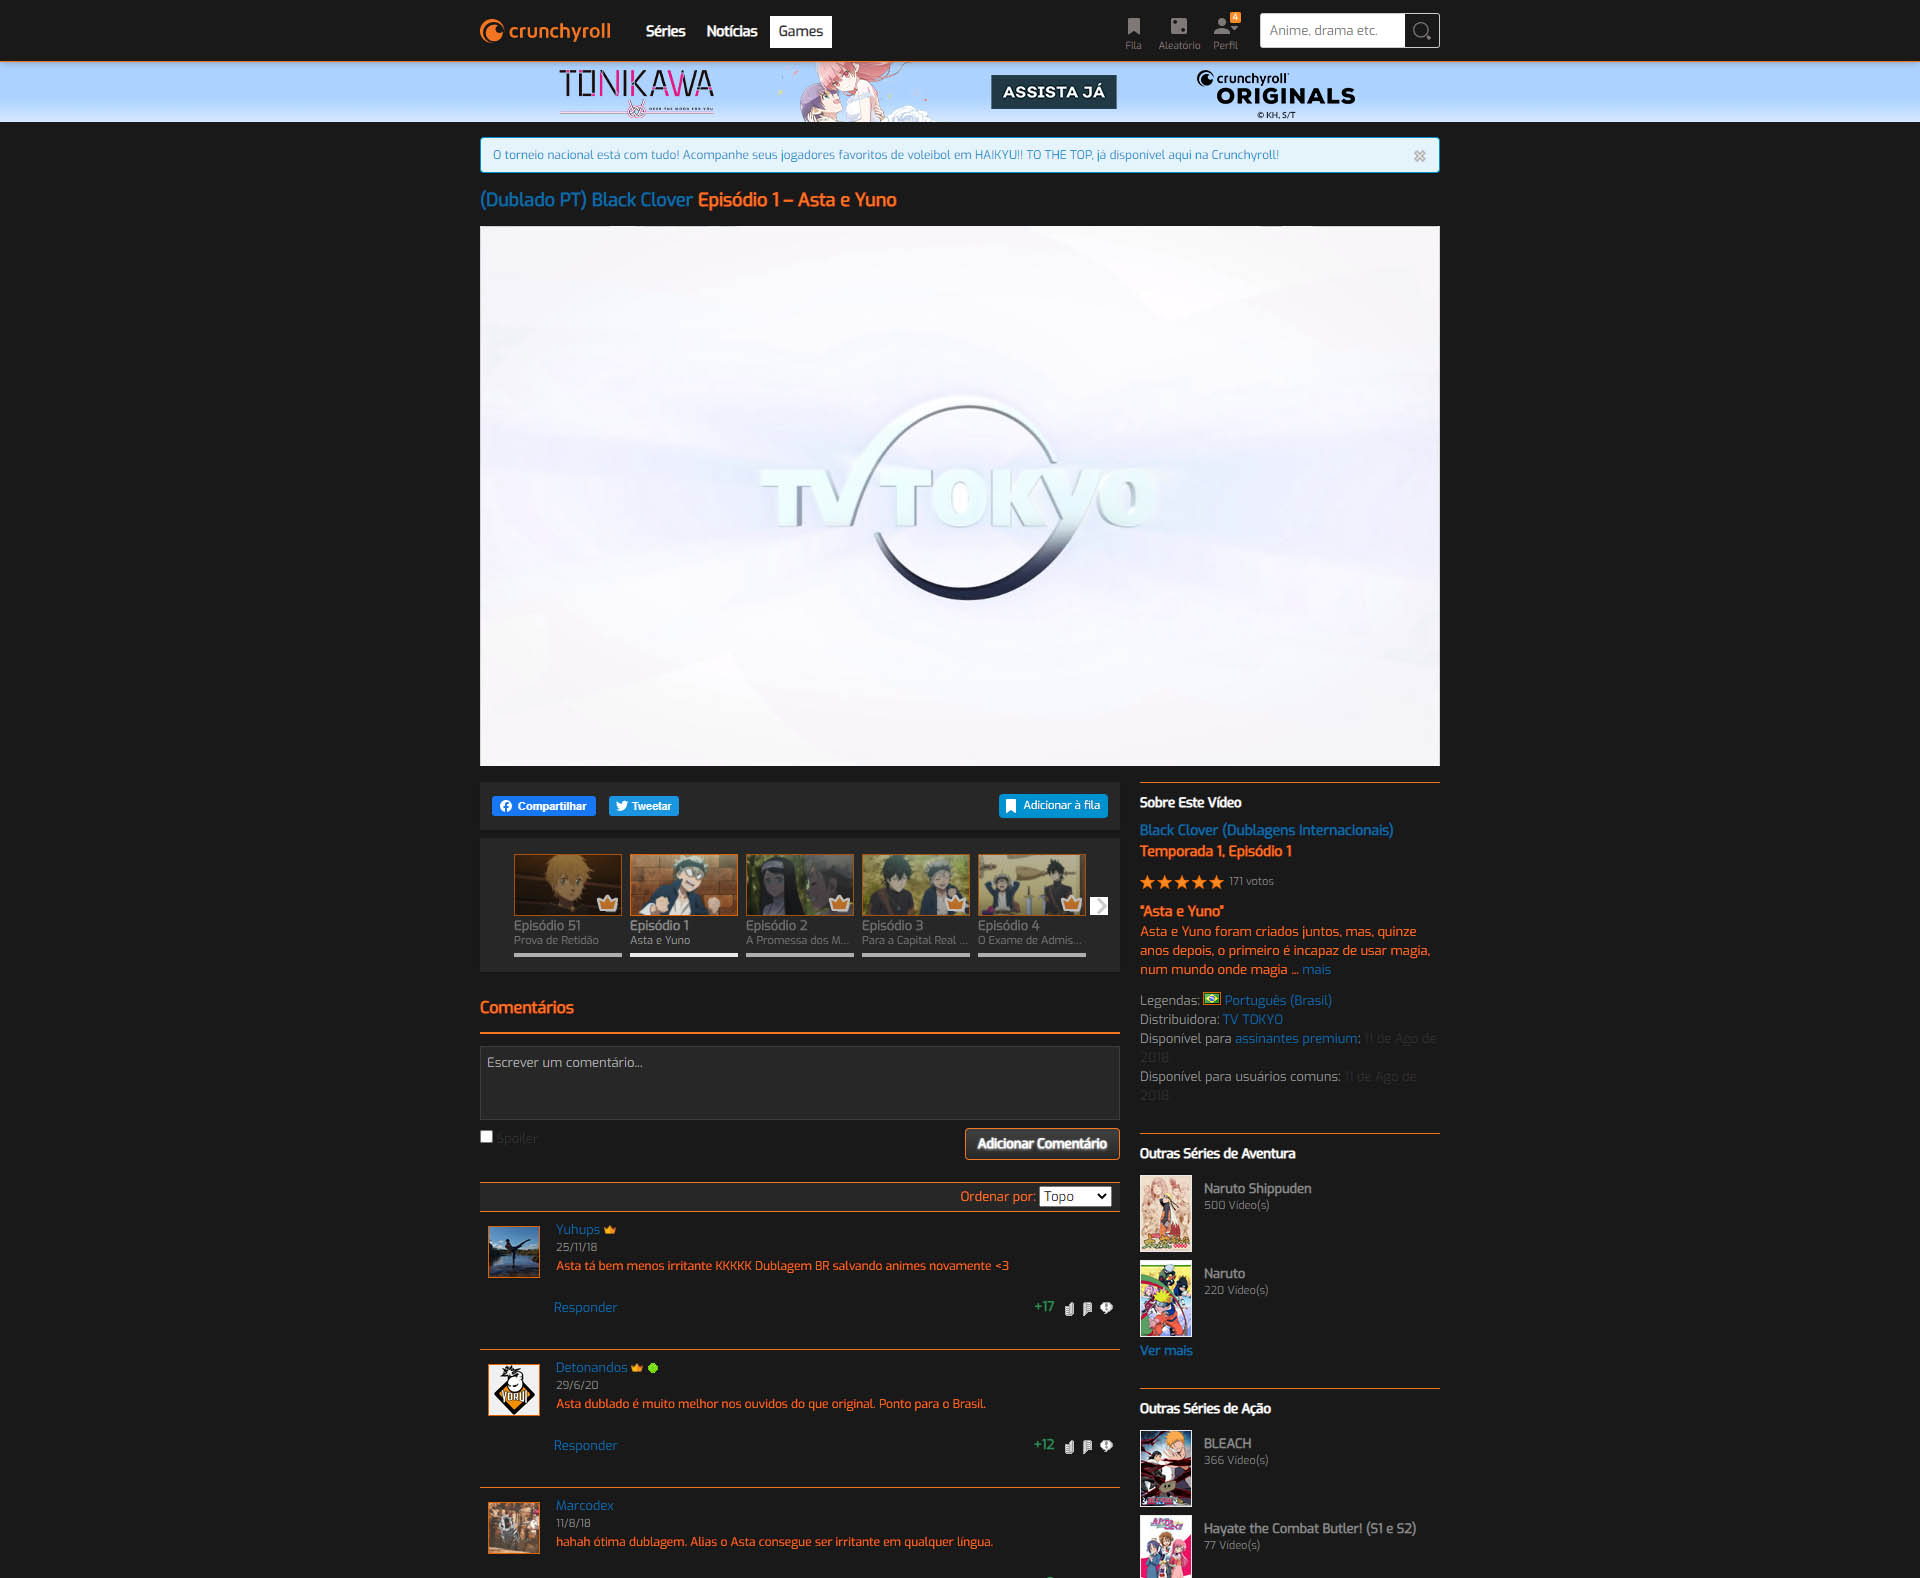 crunchyroll
Séries
Notícias
Games
Fila
Aleatório
4
Perfil
Anime, drama etc.
TONIKAWA
OVER THE MOON FOR YOU
ASSISTA JÁ
crunchyroll
ORIGINALS
© KH, S/T
O torneio nacional está com tudo! Acompanhe seus jogadores favoritos de voleibol em HAIKYU!! TO THE TOP, já disponível aqui na Crunchyroll!
(Dublado PT) Black Clover Episódio 1 – Asta e Yuno
TV TOKYO
Compartilhar
Tweetar
Adicionar à fila
Episódio 51
Prova de Retidão
Episódio 1
Asta e Yuno
Episódio 2
A Promessa dos M...
Episódio 3
Para a Capital Real ...
Episódio 4
O Exame de Admis...
Comentários
Escrever um comentário...
Spoiler
Adicionar Comentário
Ordenar por: Topo
Yuhups
25/11/18
Asta tá bem menos irritante KKKKK Dublagem BR salvando animes novamente <3
Responder
+17
Detonandos
29/6/20
Asta dublado é muito melhor nos ouvidos do que original. Ponto para o Brasil.
Responder
+12
Marcodex
11/8/18
hahah ótima dublagem. Alias o Asta consegue ser irritante em qualquer língua.
Sobre Este Vídeo
Black Clover (Dublagens Internacionais)
Temporada 1, Episódio 1
171 votos
"Asta e Yuno"
Asta e Yuno foram criados juntos, mas, quinze
anos depois, o primeiro é incapaz de usar magia,
num mundo onde magia ... mais
Legendas: Português (Brasil)
Distribuidora: TV TOKYO
Disponível para assinantes premium: 11 de Ago de
2018
Disponível para usuários comuns: 11 de Ago de
2018
Outras Séries de Aventura
Naruto Shippuden
500 Vídeo(s)
Naruto
220 Vídeo(s)
Ver mais
Outras Séries de Ação
BLEACH
366 Vídeo(s)
Hayate the Combat Butler! (S1 e S2)
77 Vídeo(s)